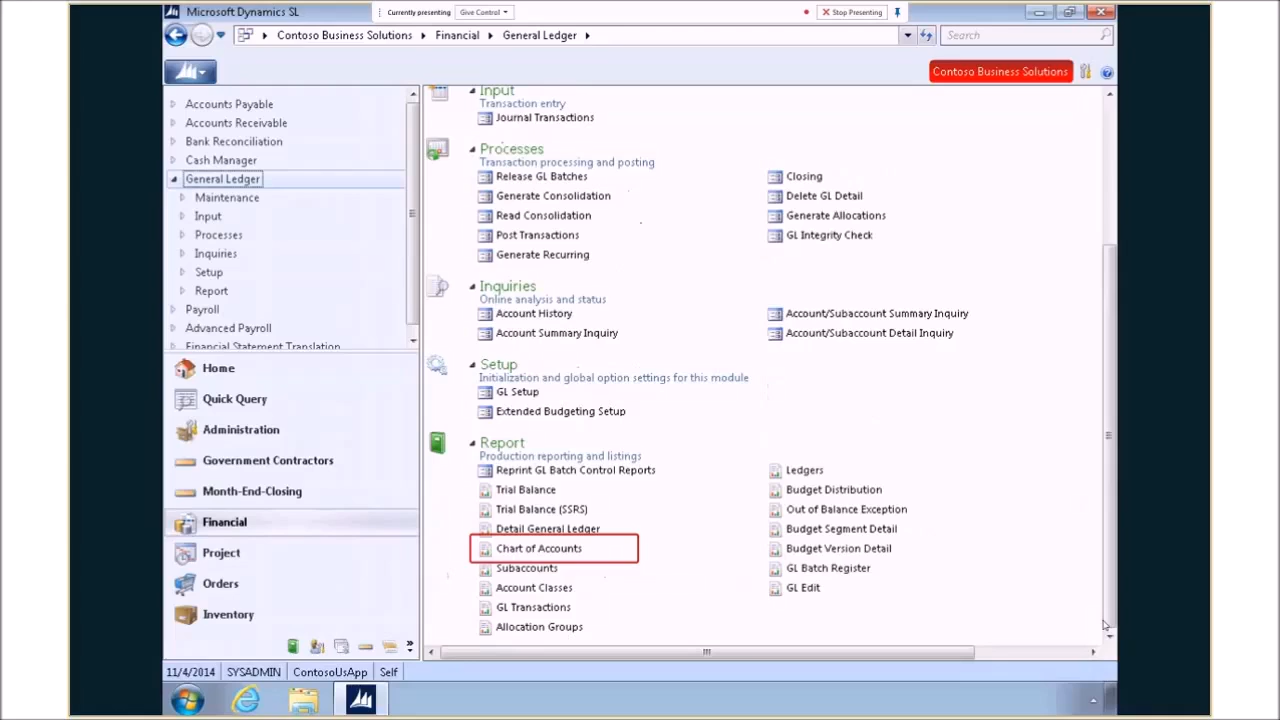 Microsoft Dynamics SL
Currently presenting
Give Control
Stop Presenting
Contoso Business Solution
Financial
General Ledger
Search
Contoso Business Solutions
Accounts Payable
Accounts Receivable
Bank Reconciliation
Cash Manager
General Ledger
Maintenance
Input
Processes
Inquiries
Setup
Report
Payroll
Advanced Payroll
Financial Statement Translation
Home
Quick Query
Administration
Government Contractors
Month-End-Closing
Financial
Project
Orders
Inventory
Input
Transaction entry
Journal Transactions
Processes
Transaction processing and posting
Release GL Batches
Closing
Generate Consolidation
Delete GL Detail
Read Consolidation
Generate Allocations
Post Transactions
GL Integrity Check
Generate Recurring
Inquiries
Online analysis and status
Account History
Account/Subaccount Summary Inquiry
Account Summary Inquiry
Account/Subaccount Detail Inquiry
Setup
Initialization and global option settings for this module
GL Setup
Extended Budgeting Setup
Report
Production reporting and listings
Reprint GL Batch Control Reports
Ledgers
Trial Balance
Budget Distribution
Trial Balance (SSRS)
Out of Balance Exception
Detail General Ledger
Budget Segment Detail
Chart of Accounts
Budget Version Detail
Subaccounts
GL Batch Register
Account Classes
GL Edit
GL Transactions
Allocation Groups
11/4/2014
SYSADMIN
ContosoUsApp
Self